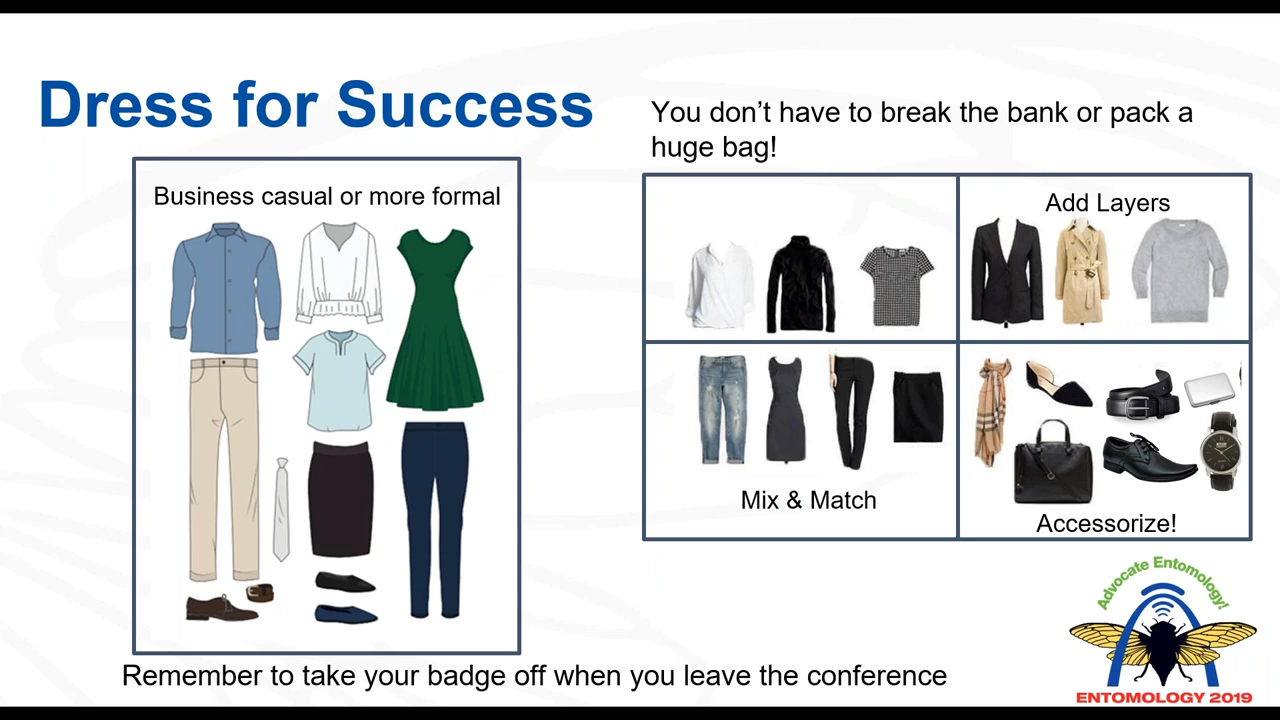 Dress for Success
Business casual or more formal
You don’t have to break the bank or pack a
huge bag!
Add Layers
Mix & Match
Accessorize!
Remember to take your badge off when you leave the conference
Advocate Entomology!
ENTOMOLOGY 2019